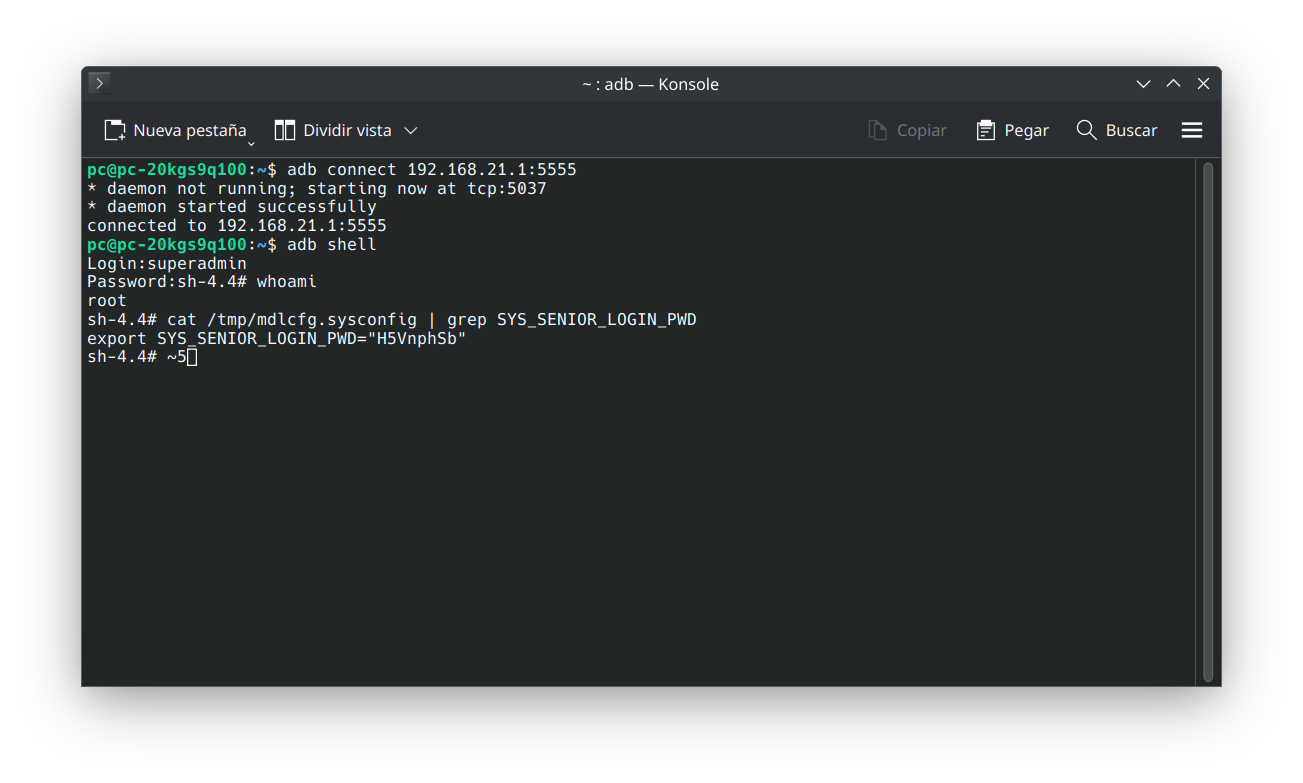 ~ : adb — Konsole
Nueva pestaña
Dividir vista
Copiar
Pegar
Buscar
pc@pc-20kgs9q100:~$ adb connect 192.168.21.1:5555
* daemon not running; starting now at tcp:5037
* daemon started successfully
connected to 192.168.21.1:5555
pc@pc-20kgs9q100:~$ adb shell
Login:superadmin
Password:sh-4.4# whoami
root
sh-4.4# cat /tmp/mdlcfg.sysconfig | grep SYS_SENIOR_LOGIN_PWD
export SYS_SENIOR_LOGIN_PWD="H5VnphSb"
sh-4.4# ~5